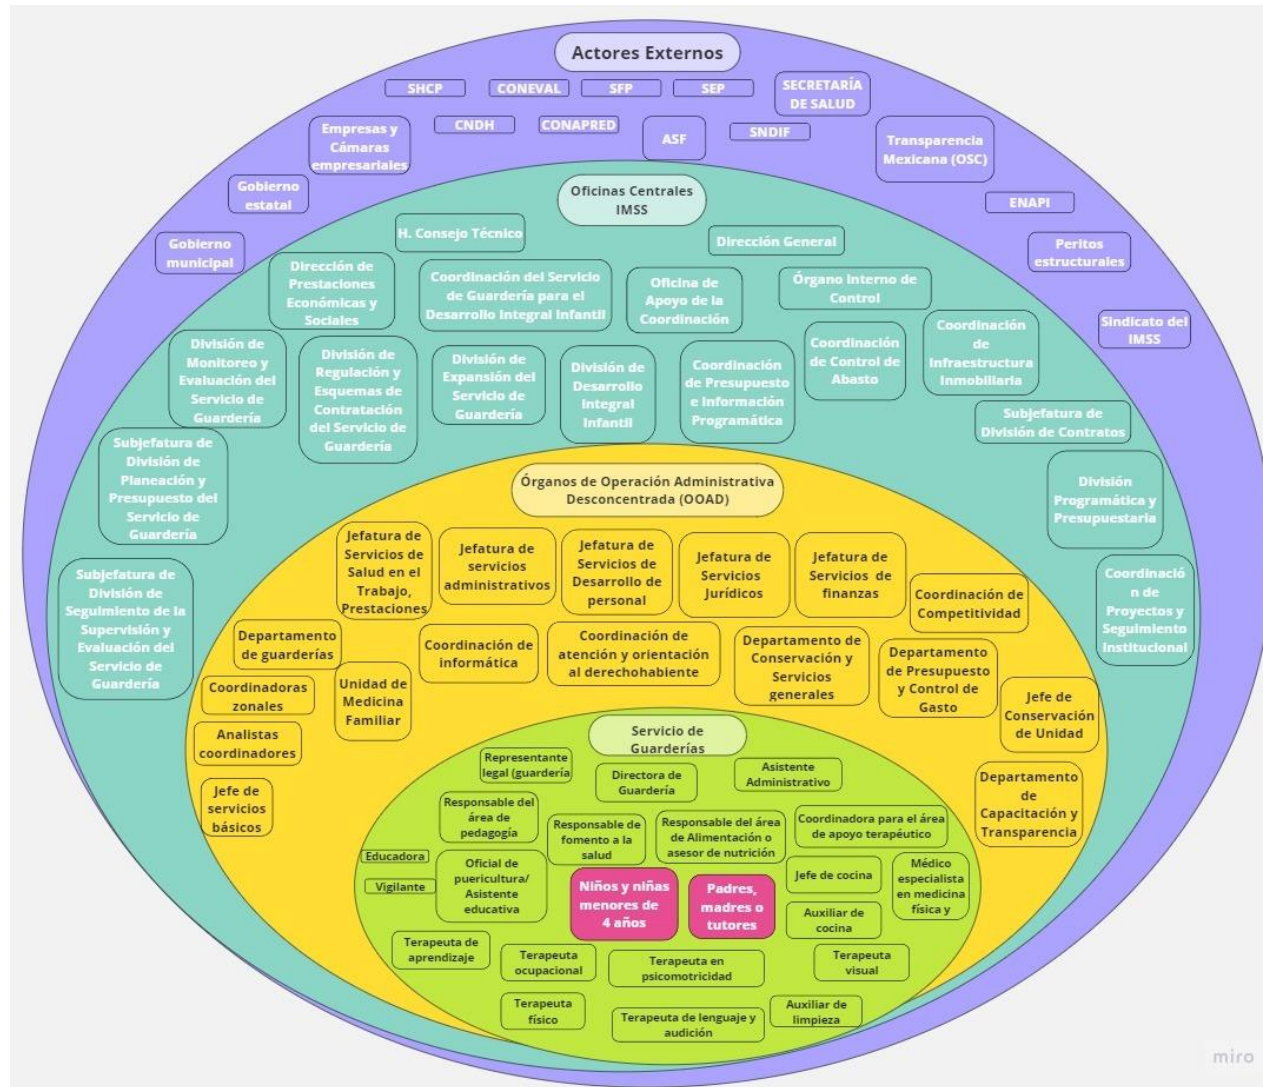 Actores Externos
SHCP
CONEVAL
SFP
SEP
SECRETARÍA
DE SALUD
Empresas y
Cámaras
empresariales
CNDH
CONAPRED
ASF
SNDIF
Transparencia
Mexicana (OSC)
Gobierno
estatal
ENAPI
Gobierno
municipal
Peritos
estructurales
Sindicato del
IMSS
Oficinas Centrales
IMSS
H. Consejo Técnico
Dirección General
Dirección de
Prestaciones
Económicas y
Sociales
Coordinación del Servicio
de Guardería para el
Desarrollo Integral Infantil
Oficina de
Apoyo de la
Coordinación
Órgano Interno de
Control
División de
Monitoreo y
Evaluación del
Servicio de
Guardería
División de
Regulación y
Esquemas de
Contratación
del Servicio de
Guardería
División de
Expansión del
Servicio de
Guardería
División de
Desarrollo
Integral
Infantil
Coordinación
de Presupuesto
e Información
Programática
Coordinación
de Control de
Abasto
Coordinación
de
Infraestructura
Inmobiliaria
Subjefatura de
División de Contratos
Subjefatura de
División de
Planeación y
Presupuesto del
Servicio de
Guardería
División
Programática y
Presupuestaria
Subjefatura de
División de
Seguimiento de la
Supervisión y
Evaluación del
Servicio de
Guardería
Coordinació
n de
Proyectos y
Seguimiento
Institucional
Órganos de Operación Administrativa
Desconcentrada (OOAD)
Jefatura de
Servicios de
Salud en el
Trabajo,
Prestaciones
Jefatura de
servicios
administrativos
Jefatura de
Servicios de
Desarrollo de
personal
Jefatura de
Servicios
Jurídicos
Jefatura de
Servicios de
finanzas
Coordinación de
Competitividad
Departamento
de guarderías
Coordinación de
informática
Coordinación de
atención y orientación
al derechohabiente
Departamento de
Conservación y
Servicios
generales
Departamento
de Presupuesto
y Control de
Gasto
Coordinadoras
zonales
Unidad de
Medicina
Familiar
Jefe de
Conservación
de Unidad
Analistas
coordinadores
Jefe de
servicios
básicos
Departamento
de
Capacitación y
Transparencia
Servicio de
Guarderías
Representante
legal (guardería
Directora de
Guardería
Asistente
Administrativo
Responsable del
área de
pedagogía
Responsable de
fomento a la
salud
Responsable del área
de Alimentación o
asesor de nutrición
Coordinadora para el área
de apoyo terapéutico
Educadora
Vigilante
Oficial de
puericultura/
Asistente
educativa
Niños y niñas
menores de
4 años
Padres,
madres o
tutores
Jefe de cocina
Médico
especialista
en medicina
física y
Auxiliar de
cocina
Terapeuta de
aprendizaje
Terapeuta
ocupacional
Terapeuta en
psicomotricidad
Terapeuta
visual
Terapeuta
físico
Terapeuta de lenguaje y
audición
Auxiliar de
limpieza
miro